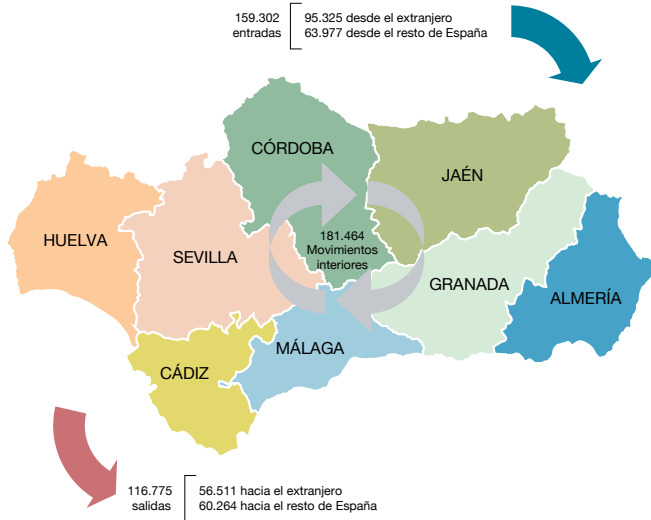 159.302
entradas
95.325 desde el extranjero
63.977 desde el resto de España
CÓRDOBA
JAÉN
HUELVA
SEVILLA
181.464
Movimientos
interiores
GRANADA
ALMERÍA
MÁLAGA
CÁDIZ
116.775
salidas
56.511 hacia el extranjero
60.264 hacia el resto de España